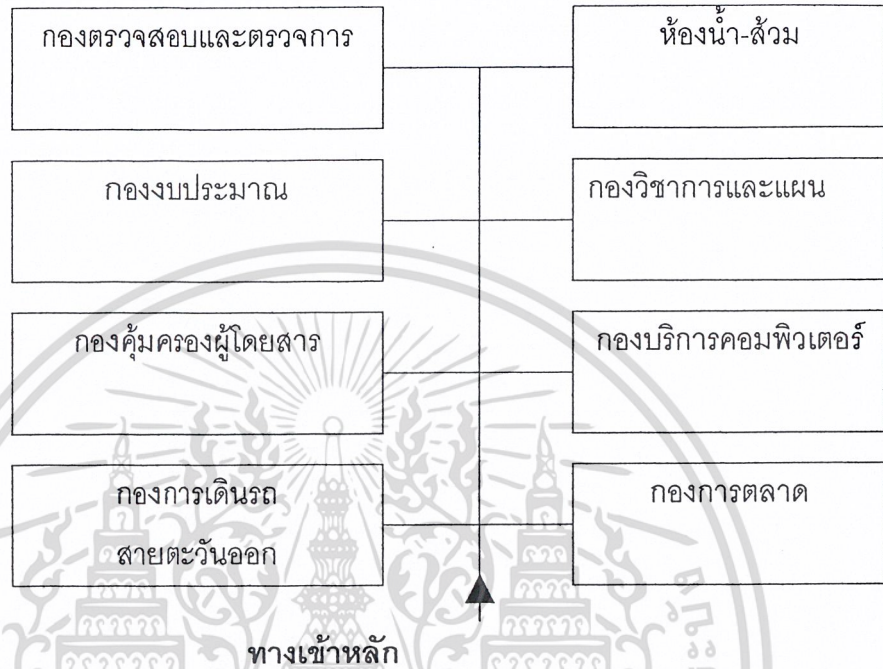 กองตรวจสอบและตรวจการ
ห้องน้ำ-ส้วม
กองงบประมาณ
กองวิชาการและแผน
กองคุ้มครองผู้โดยสาร
กองบริการคอมพิวเตอร์
กองการเดินรถ
สายตะวันออก
กองการตลาด
ทางเข้าหลัก